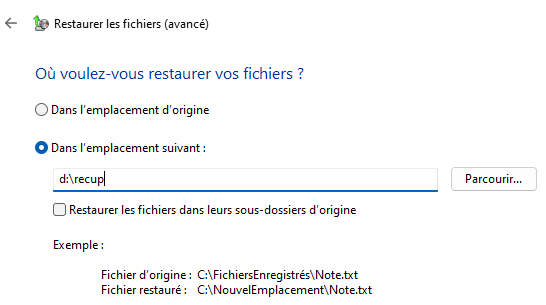 Restaurer les fichiers (avancé)
Où voulez-vous restaurer vos fichiers ?
Dans l'emplacement d'origine
Dans l'emplacement suivant :
d:\recup
Parcourir...
Restaurer les fichiers dans leurs sous-dossiers d'origine
Exemple :
Fichier d'origine : C:\FichiersEnregistrés\Note.txt
Fichier restauré : C:\NouvelEmplacement\Note.txt